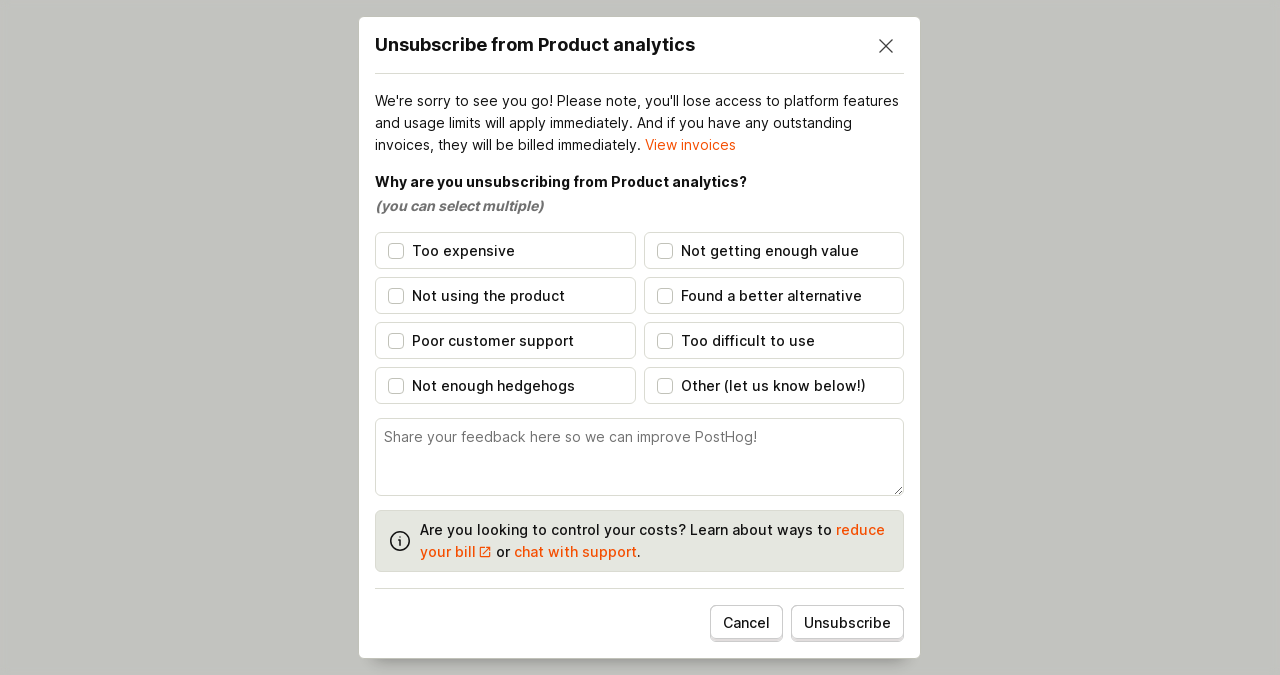 Unsubscribe from Product analytics
We're sorry to see you go! Please note, you'll lose access to platform features
and usage limits will apply immediately. And if you have any outstanding
invoices, they will be billed immediately. View invoices
Why are you unsubscribing from Product analytics?
(you can select multiple)
Too expensive
Not getting enough value
Not using the product
Found a better alternative
Poor customer support
Too difficult to use
Not enough hedgehogs
Other (let us know below!)
Share your feedback here so we can improve PostHog!
Are you looking to control your costs? Learn about ways to reduce
your bill or chat with support.
Cancel
Unsubscribe